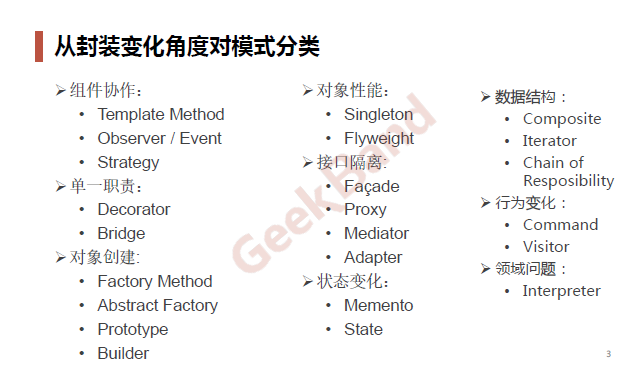 从封装变化角度对模式分类
组件协作：
Template Method
Observer / Event
Strategy
单一职责：
Decorator
Bridge
对象创建:
Factory Method
Abstract Factory
Prototype
Builder
对象性能：
Singleton
Flyweight
接口隔离:
Façade
Proxy
Mediator
Adapter
状态变化：
Memento
State
数据结构：
Composite
Iterator
Chain of
Resposibility
行为变化：
Command
Visitor
领域问题：
Interpreter
GeekBand
3